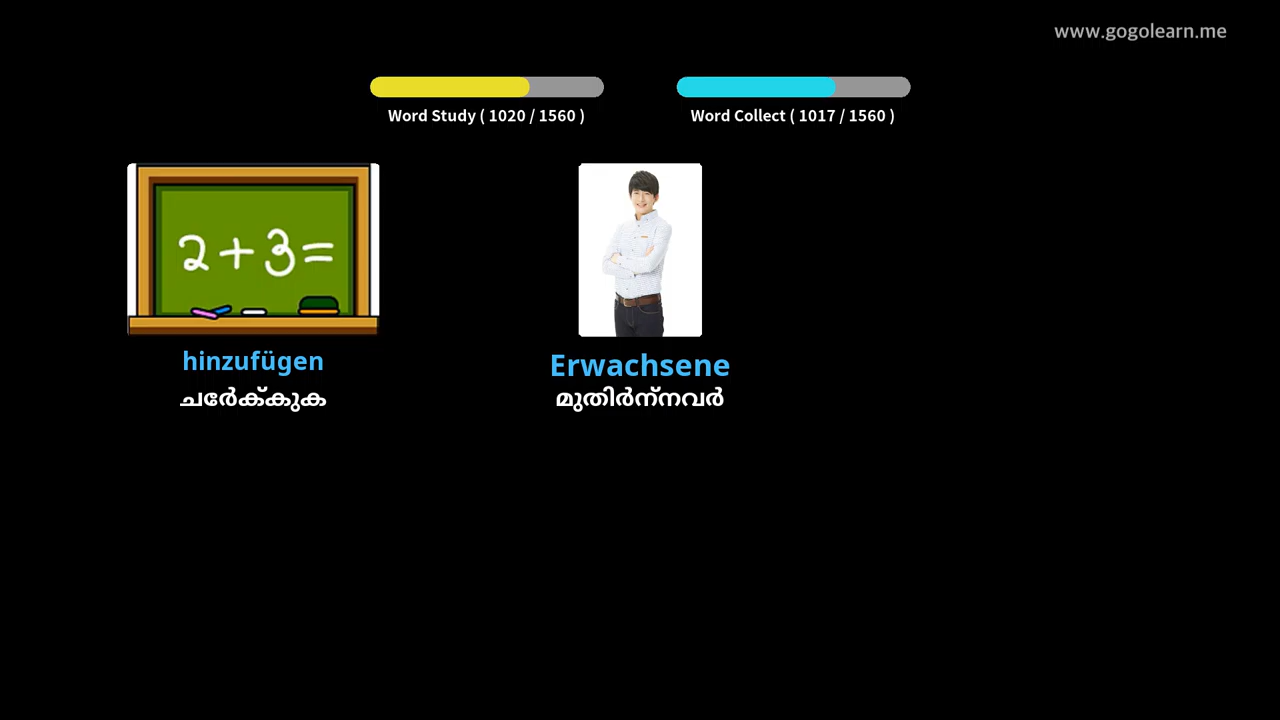 www.gogolearn.me
Word Study ( 1020 / 1560 )
Word Collect ( 1017 / 1560 )
2+3=
hinzufügen
ചേർക്കുക
Erwachsene
മുതിർന്നവർ